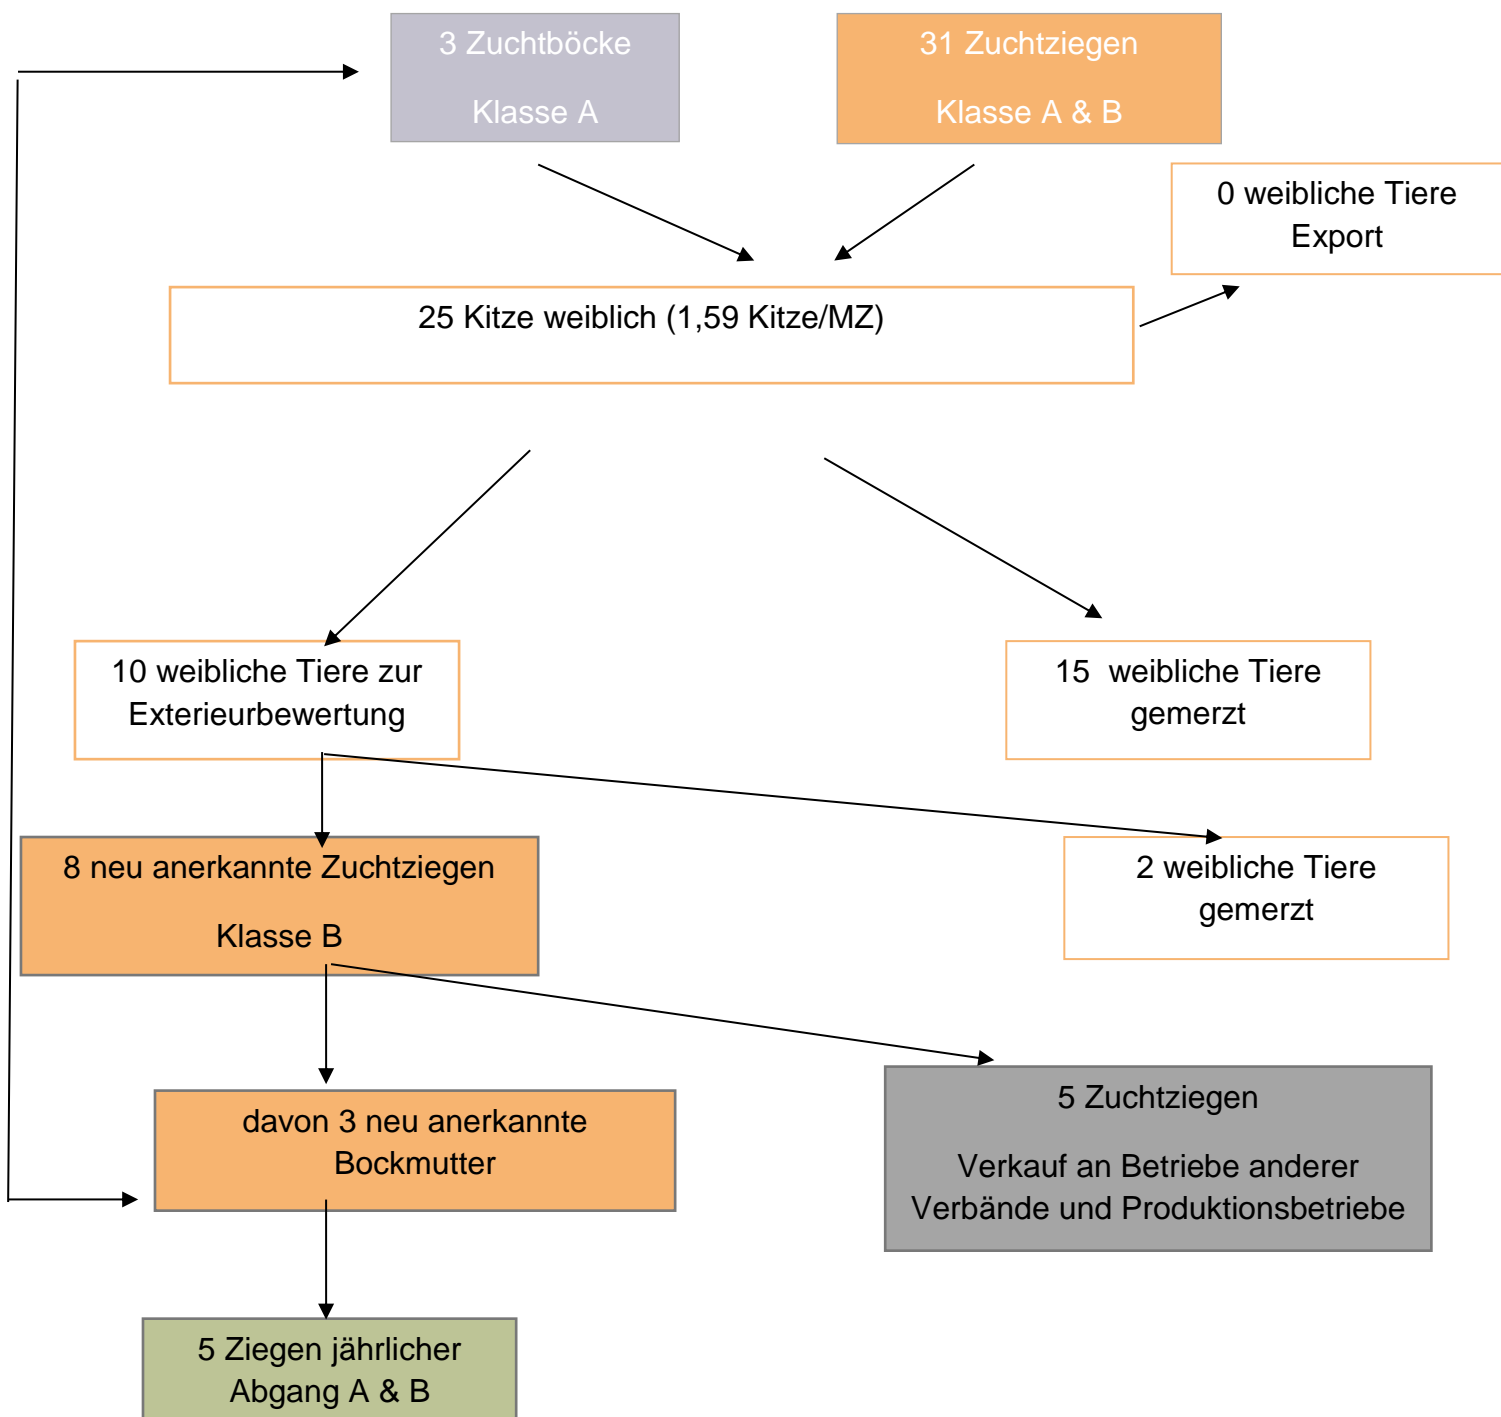 3 Zuchtböcke
Klasse A
31 Zuchtziegen
Klasse A & B
0 weibliche Tiere
Export
25 Kitze weiblich (1,59 Kitze/MZ)
10 weibliche Tiere zur
Exterieurbewertung
15 weibliche Tiere
gemerzt
8 neu anerkannte Zuchtziegen
Klasse B
2 weibliche Tiere
gemerzt
davon 3 neu anerkannte
Bockmutter
5 Zuchtziegen
Verkauf an Betriebe anderer
Verbände und Produktionsbetriebe
5 Ziegen jährlicher
Abgang A & B